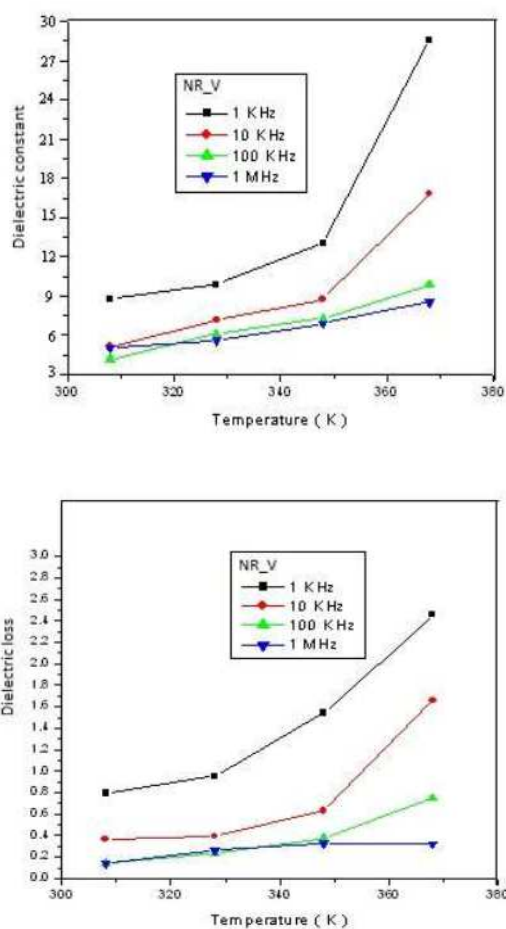 30
27
24
21
18
15
12
9
6
3
Dielectric constant
NR_V
1 KHz
10 KHz
100 KHz
1 MHz
300 320 340 360 380
Temperature ( K )
3.0
2.8
2.6
2.4
2.2
2.0
1.8
1.6
1.4
1.2
1.0
0.8
0.6
0.4
0.2
0.0
Dielectric loss
NR_V
1 KHz
10 KHz
100 KHz
1 MHz
300 320 340 360 380
Temperature ( K )